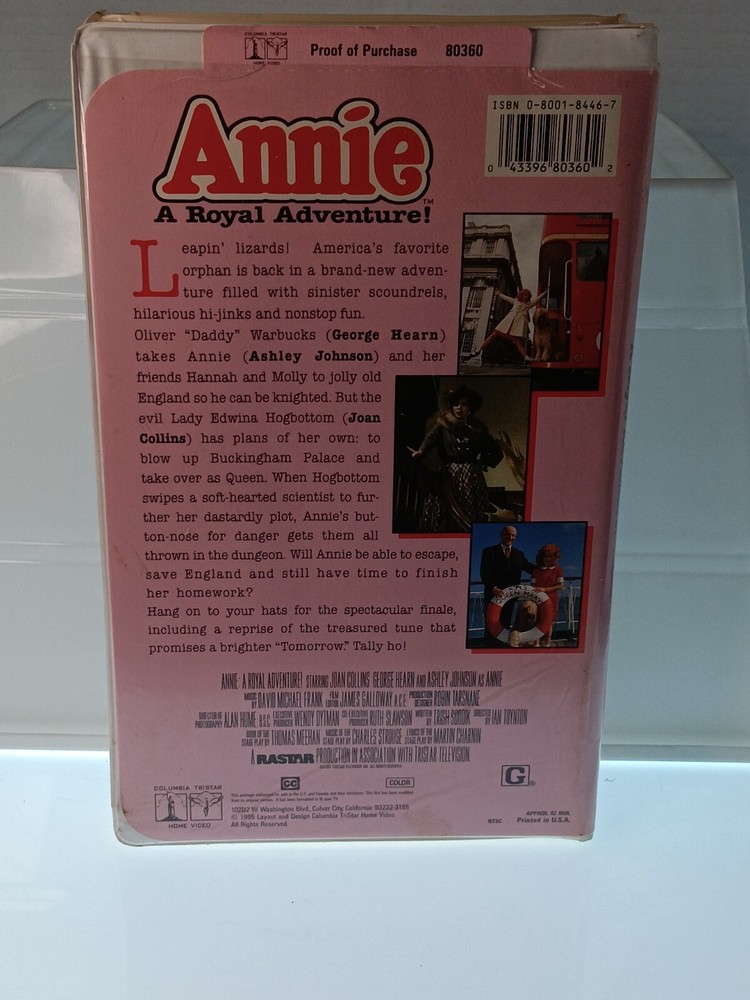 COLUMBIA TRISTAR
HOME VIDEO
Proof of Purchase 80360
ISBN 0-8001-8446-7
0 43396 80360 2
Annie
TM
A Royal Adventure!
Leapin' lizards! America's favorite
orphan is back in a brand-new adven-
ture filled with sinister scoundrels,
hilarious hi-jinks and nonstop fun.
Oliver "Daddy" Warbucks (George Hearn)
takes Annie (Ashley Johnson) and her
friends Hannah and Molly to jolly old
England so he can be knighted. But the
evil Lady Edwina Hogbottom (Joan
Collins) has plans of her own: to
blow up Buckingham Palace and
take over as Queen. When Hogbottom
swipes a soft-hearted scientist to fur-
ther her dastardly plot, Annie's but-
ton-nose for danger gets them all
thrown in the dungeon. Will Annie be able to escape,
save England and still have time to finish
her homework?
Hang on to your hats for the spectacular finale,
including a reprise of the treasured tune that
promises a brighter "Tomorrow." Tally ho!
QUEEN MARY
ANNIE: A ROYAL ADVENTURE! STARRING JOAN COLLINS GEORGE HEARN AND ASHLEY JOHNSON AS ANNIE
MUSIC BY DAVID MICHAEL FRANK FILM EDITOR JAMES GALLOWAY A.C.E. PRODUCTION DESIGNER ROBIN TARSNANE
DIRECTOR OF PHOTOGRAPHY ALAN HUME, B.S.C. EXECUTIVE PRODUCER WENDY DYTMAN CO-EXECUTIVE PRODUCER RUTH SLAWSON WRITTEN BY TRISH SOODIK DIRECTED BY IAN TOYNTON
BOOK OF THE STAGE PLAY BY THOMAS MEEHAN MUSIC OF THE STAGE PLAY BY CHARLES STROUSE LYRICS OF THE STAGE PLAY BY MARTIN CHARNIN
A RASTAR PRODUCTION IN ASSOCIATION WITH TRISTAR TELEVISION
CC
COLOR
G
COLUMBIA TRISTAR
HOME VIDEO
10202 W. Washington Blvd., Culver City, California 90232-3195
© 1995 Layout and Design Columbia TriStar Home Video
All Rights Reserved.
NTSC
APPROX. 93 MIN.
Printed in U.S.A.